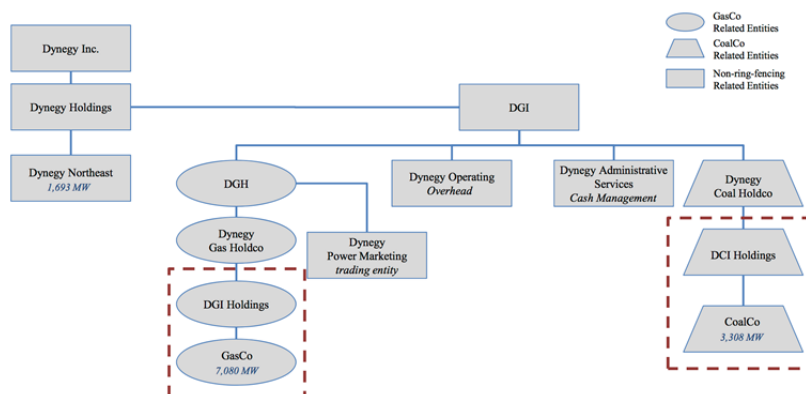 GasCo
Related Entities
CoalCo
Related Entities
Non-ring-fencing
Related Entities
Dynegy Inc.
Dynegy Holdings
DGI
Dynegy Northeast
1,693 MW
DGH
Dynegy Operating
Overhead
Dynegy Administrative
Services
Cash Management
Dynegy
Coal Holdco
Dynegy
Gas Holdco
Dynegy
Power Marketing
trading entity
DCI Holdings
DGI Holdings
CoalCo
3,308 MW
GasCo
7,080 MW